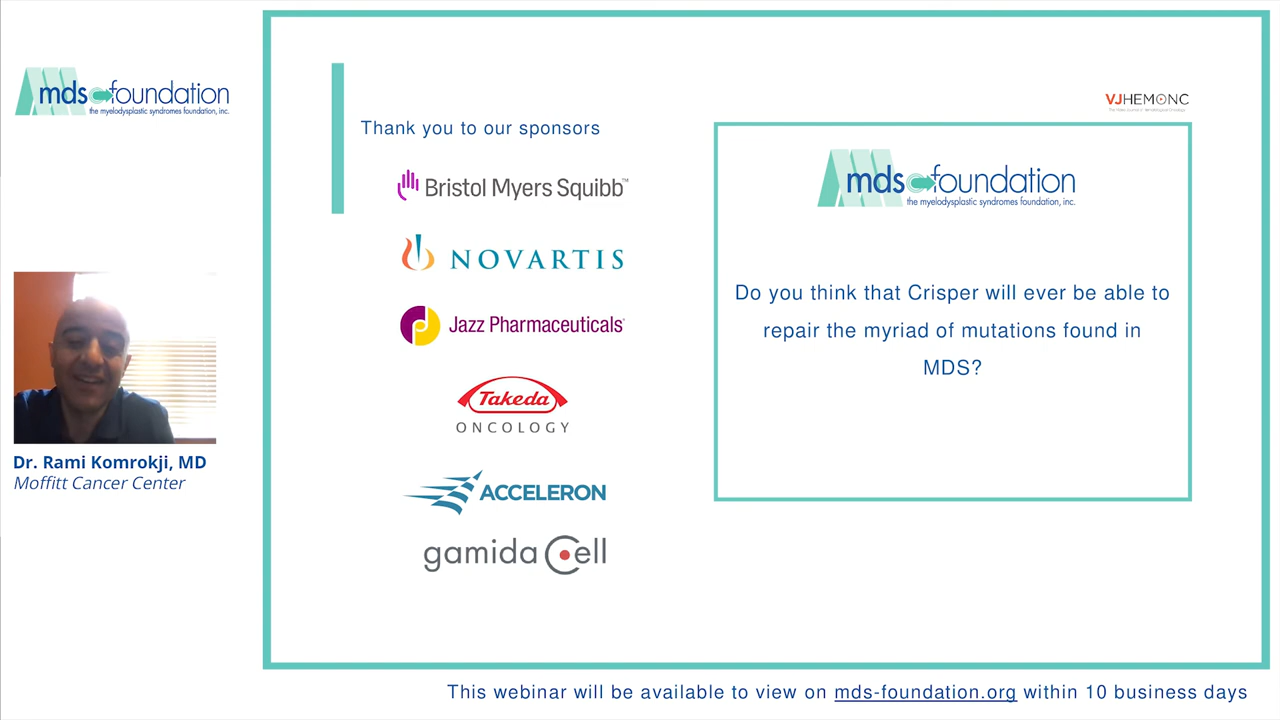 mds foundation
the myelodysplastic syndromes foundation, inc.
Dr. Rami Komrokji, MD
Moffitt Cancer Center
Thank you to our sponsors
Bristol Myers Squibb™
NOVARTIS
Jazz Pharmaceuticals
Takeda
ONCOLOGY
ACCELERON
gamida Cell
VJHEMONC
mds foundation
the myelodysplastic syndromes foundation, inc.
Do you think that Crisper will ever be able to
repair the myriad of mutations found in
MDS?
This webinar will be available to view on mds-foundation.org within 10 business days